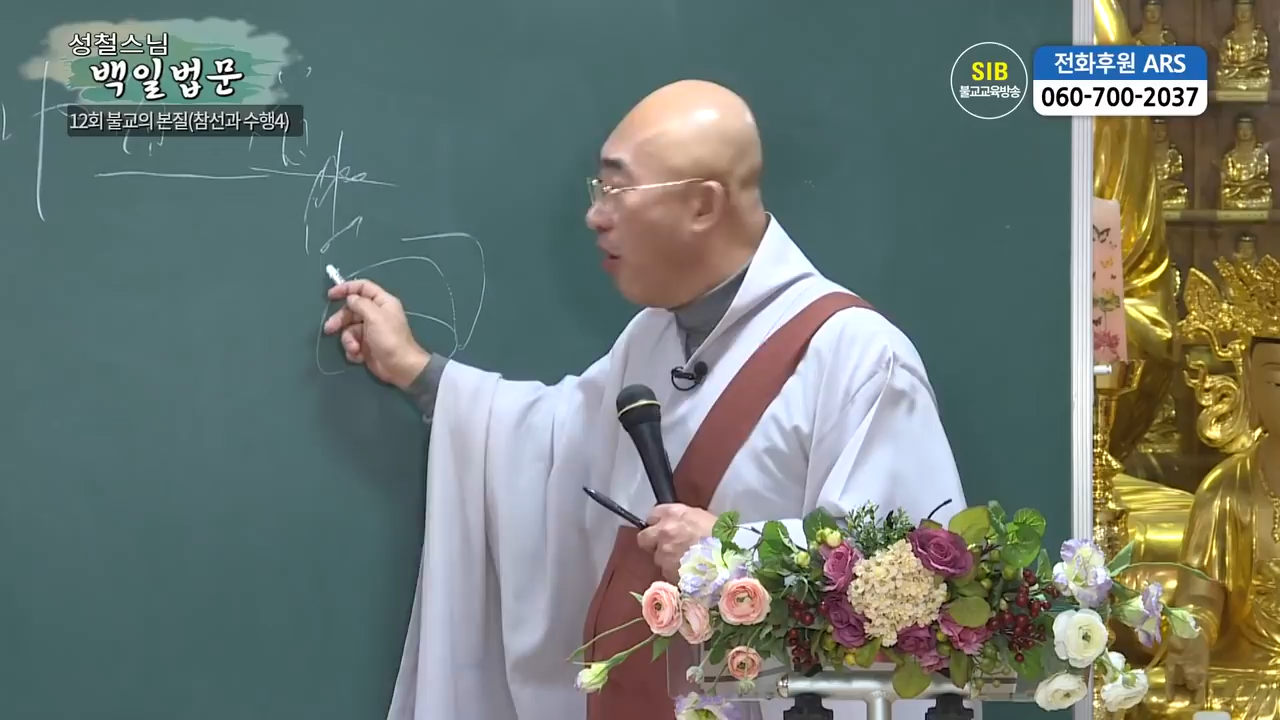 성철스님
백일법문
12회 불교의 본질(참선과 수행4)
SIB
불교교육방송
전화후원 ARS
060-700-2037